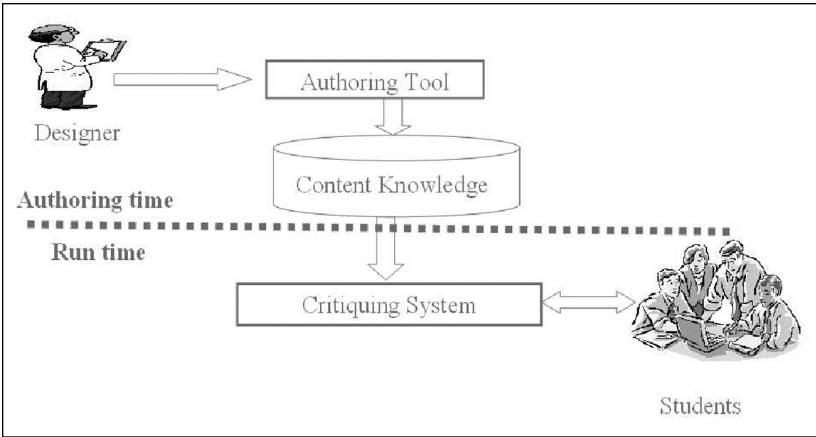 Authoring Tool
Designer
Content Knowledge
Authoring time
Run time
Critiquing System
Students